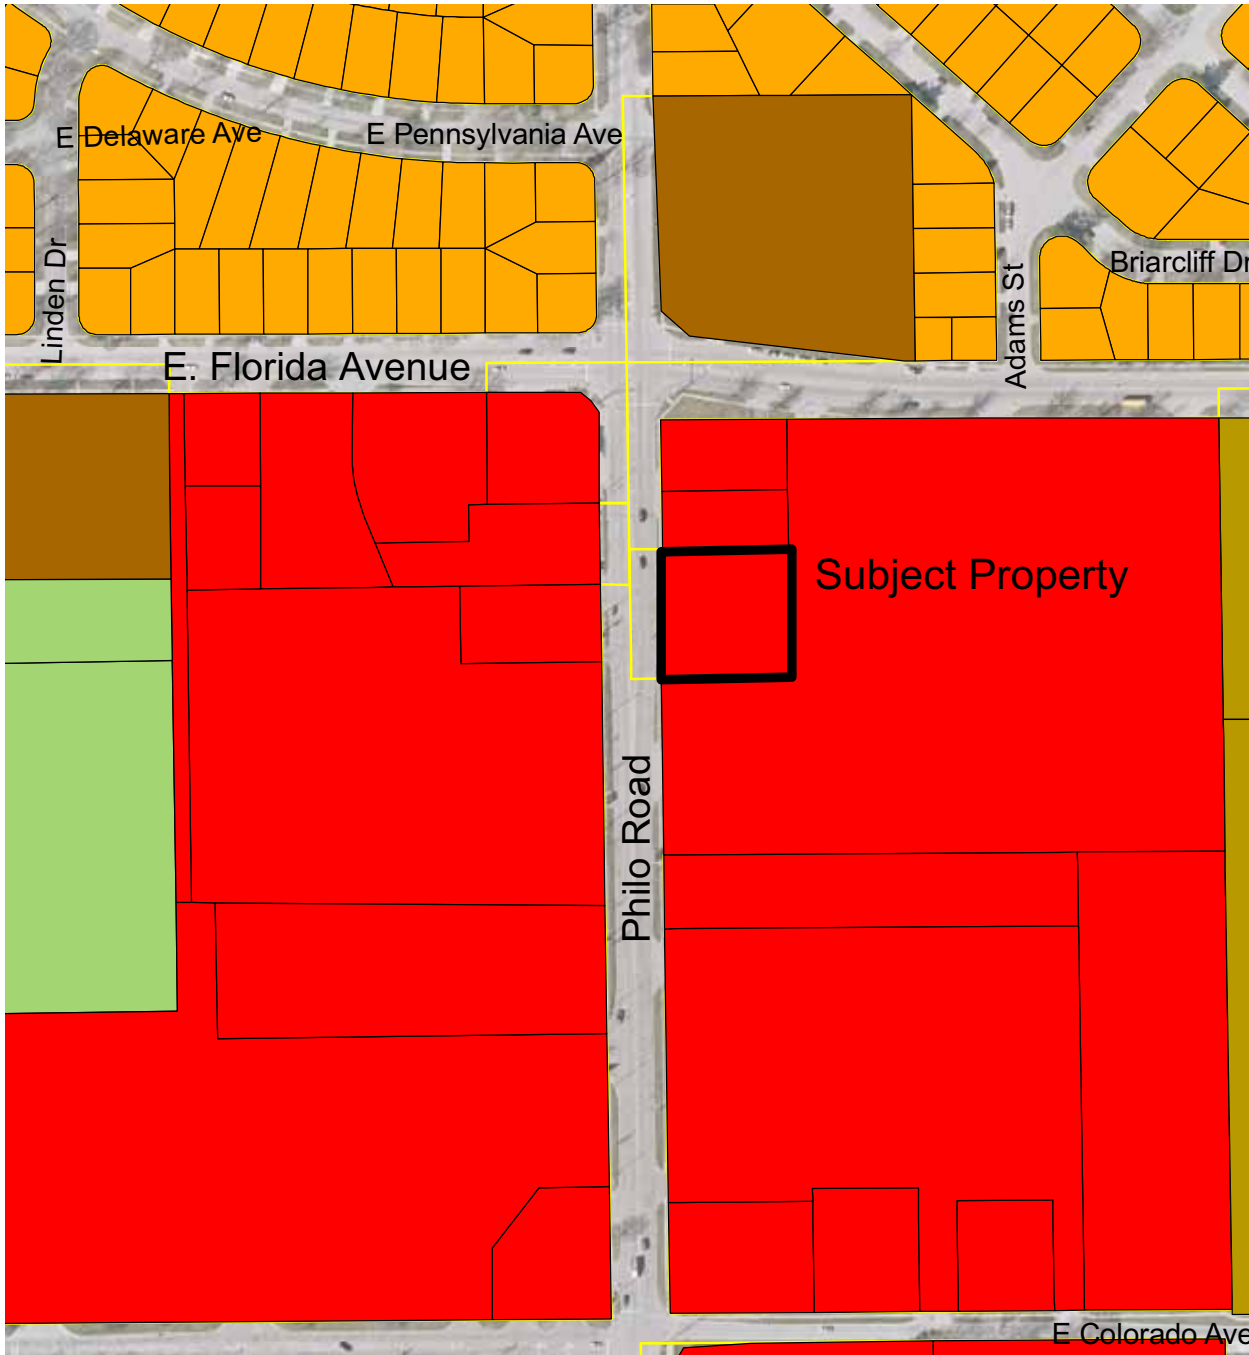 E Delaware Ave
E Pennsylvania Ave
Linden Dr
Briarcliff Dr
Adams St
E. Florida Avenue
Subject Property
Philo Road
E Colorado Ave